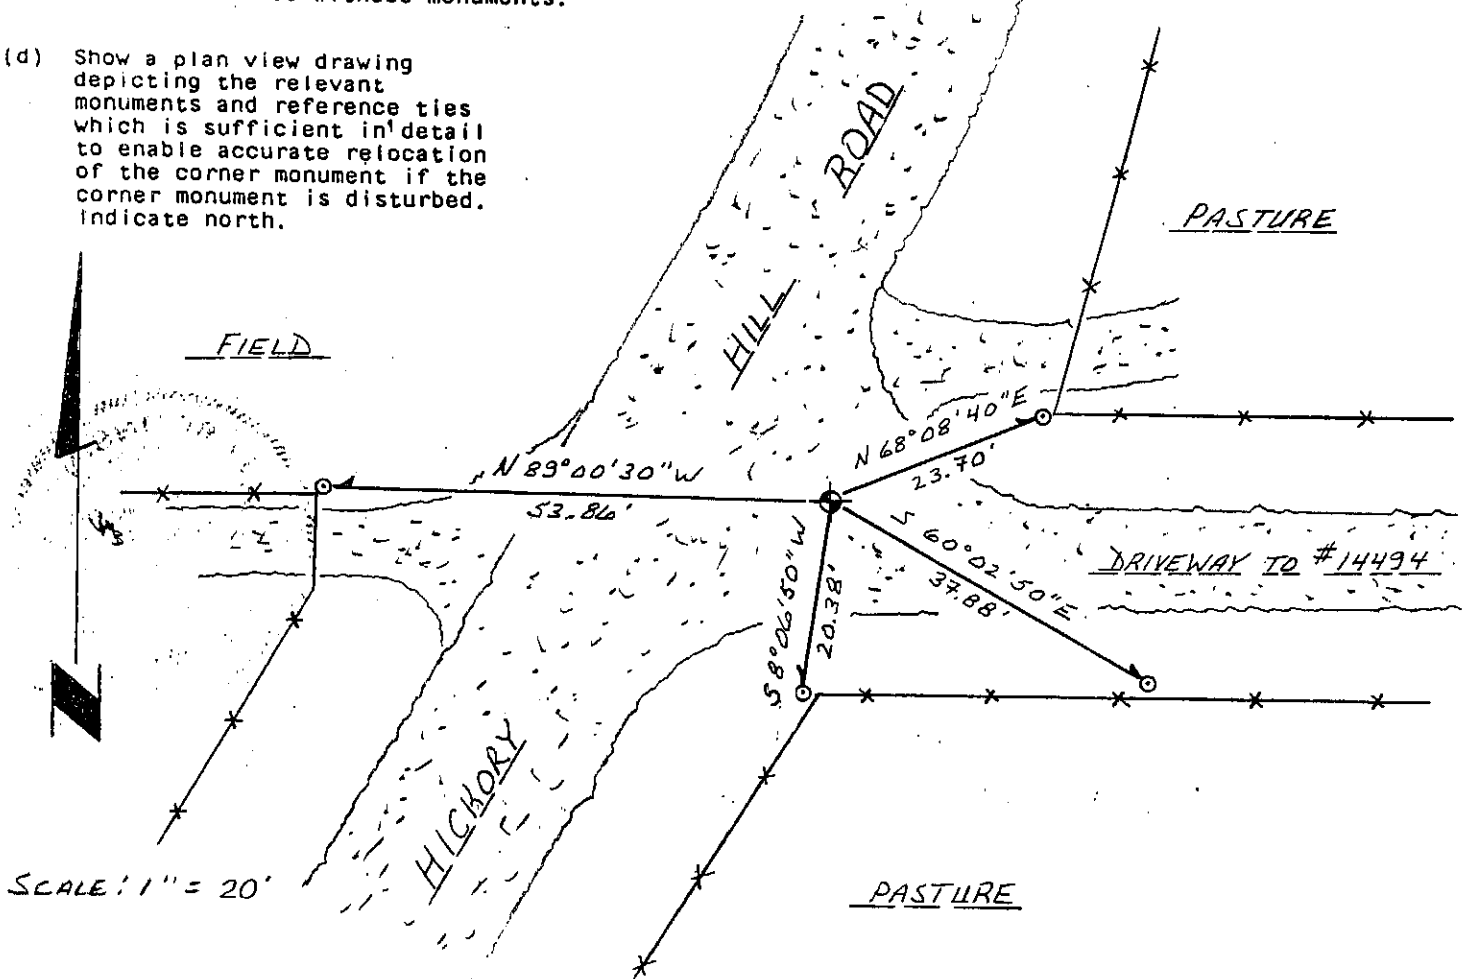 monuments.
(d) Show a plan view drawing
depicting the relevant
monuments and reference ties
which is sufficient in detail
to enable accurate relocation
of the corner monument if the
corner monument is disturbed.
Indicate north.
ROAD
PASTURE
HILL
FIELD
N 68°08'40"E
23.70'
N 89°00'30"W
53.86'
S 60°02'50"E
37.88'
DRIVEWAY TO #14494
S 8°06'50"W
20.38'
N
HICKORY
SCALE: 1" = 20'
PASTURE